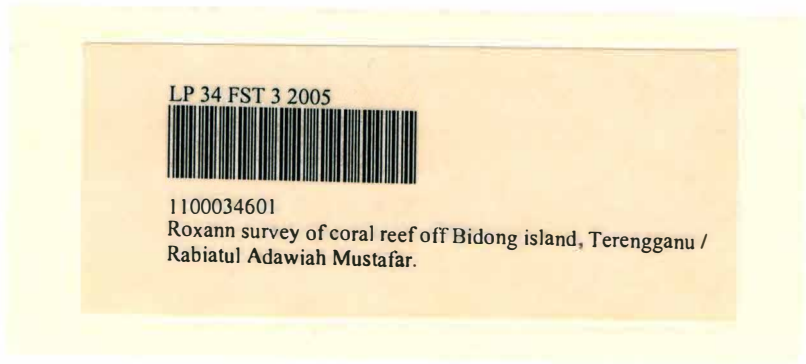 LP 34 FST 3 2005
1100034601
Roxann survey of coral reef off Bidong island, Terengganu /
Rabiatul Adawiah Mustafar.